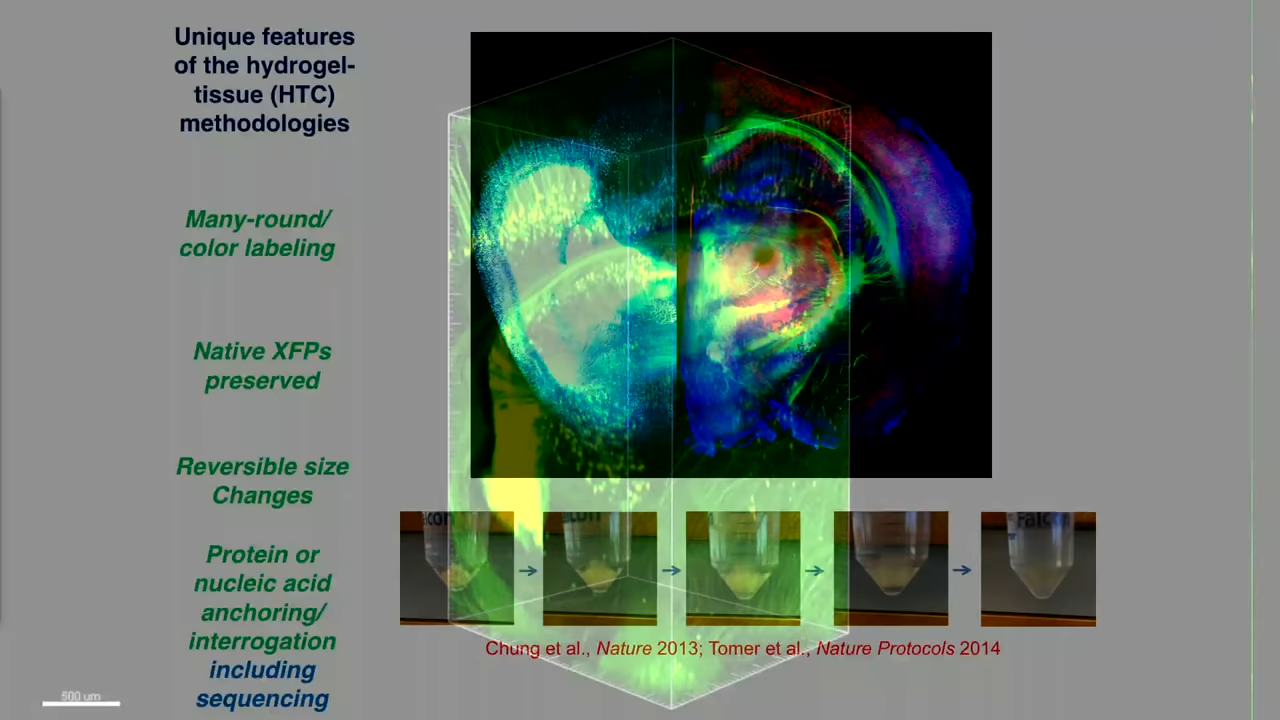 Unique features
of the hydrogel-
tissue (HTC)
methodologies
Many-round/
color labeling
Native XFPs
preserved
Reversible size
Changes
Protein or
nucleic acid
anchoring/
interrogation
including
sequencing
Falcon
Chung et al., Nature 2013; Tomer et al., Nature Protocols 2014
500 um